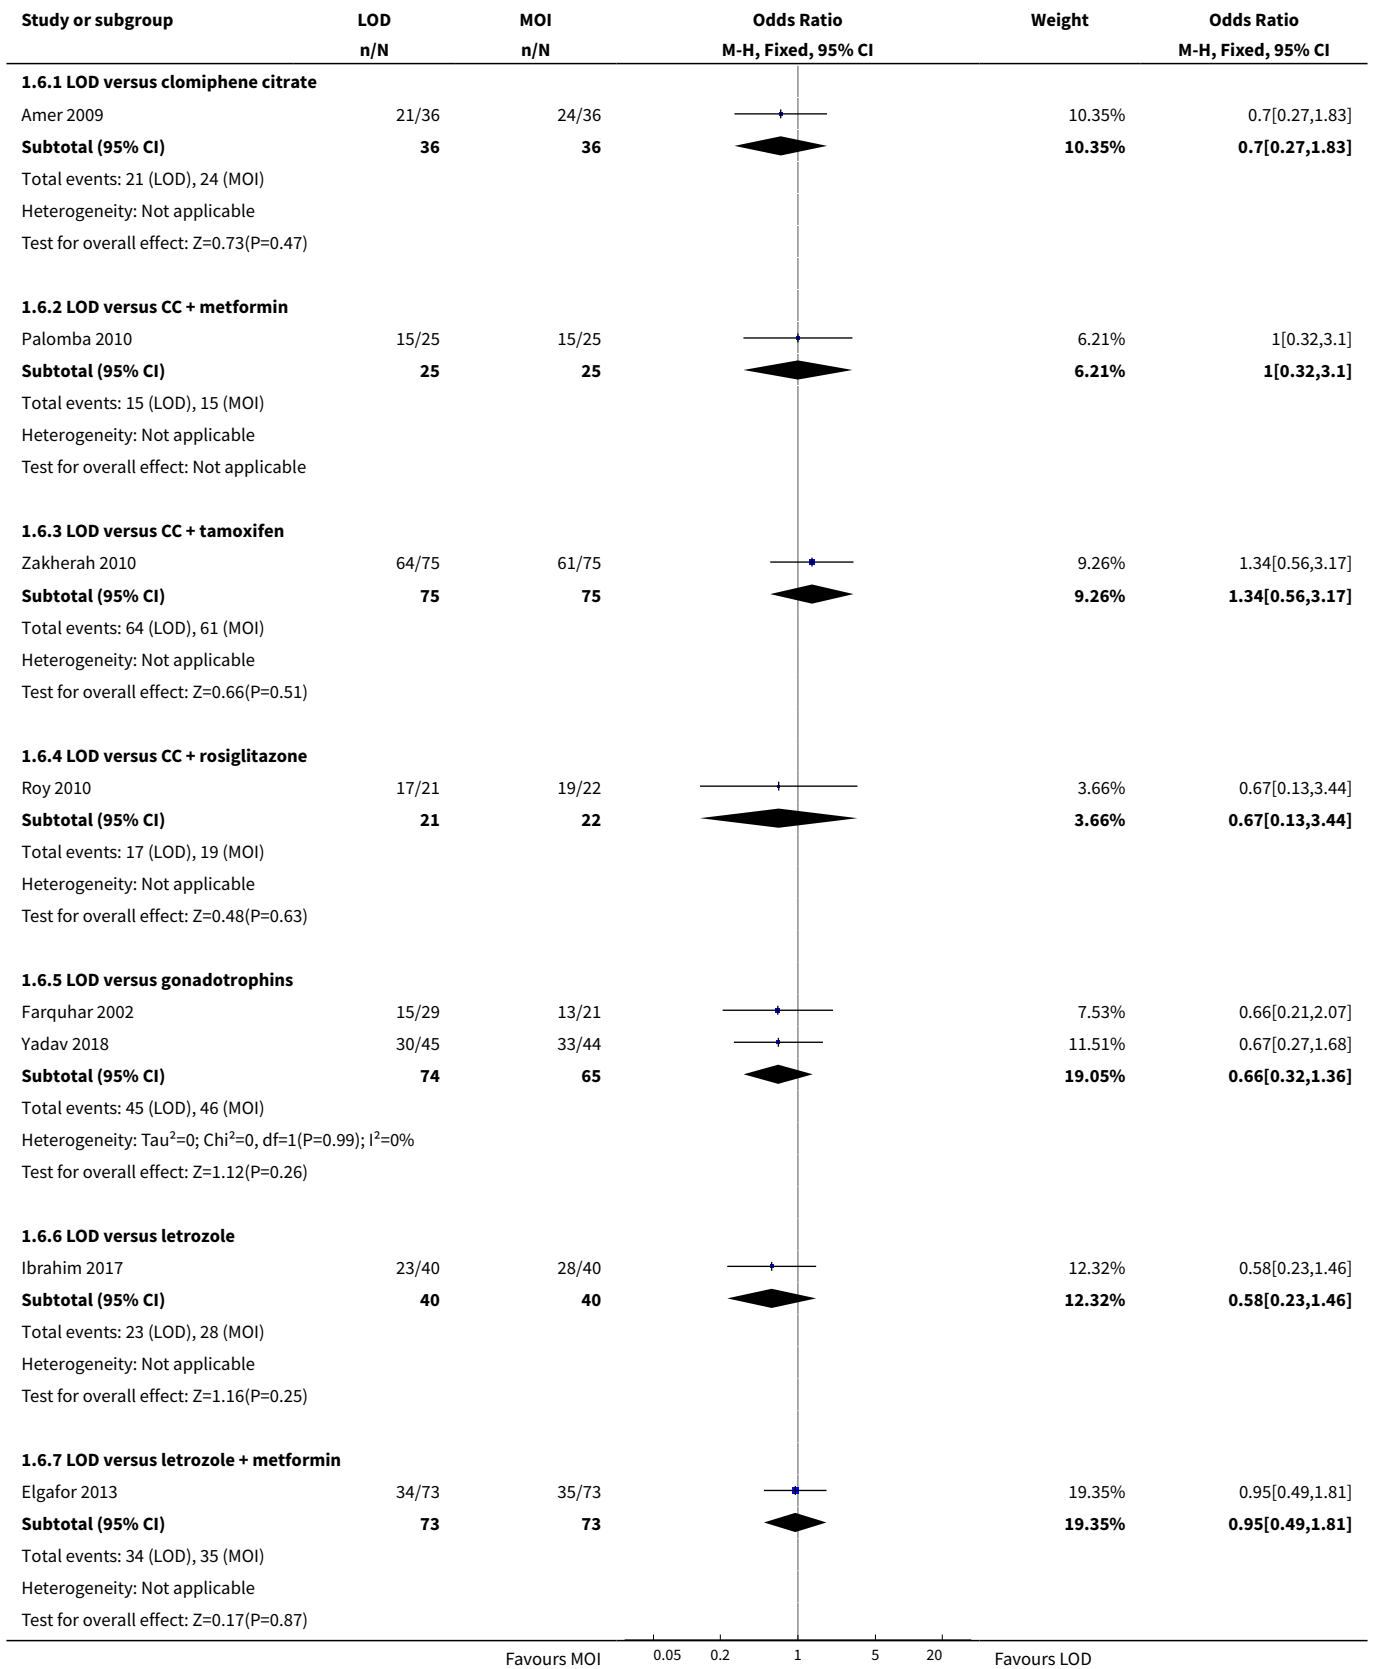 Study or subgroup LOD MOI Odds Ratio Weight Odds Ratio
n/N n/N M-H, Fixed, 95% CI M-H, Fixed, 95% CI
1.6.1 LOD versus clomiphene citrate
Amer 2009 21/36 24/36 10.35% 0.7[0.27,1.83]
Subtotal (95% CI) 36 36 10.35% 0.7[0.27,1.83]
Total events: 21 (LOD), 24 (MOI)
Heterogeneity: Not applicable
Test for overall effect: Z=0.73(P=0.47)
1.6.2 LOD versus CC + metformin
Palomba 2010 15/25 15/25 6.21% 1[0.32,3.1]
Subtotal (95% CI) 25 25 6.21% 1[0.32,3.1]
Total events: 15 (LOD), 15 (MOI)
Heterogeneity: Not applicable
Test for overall effect: Not applicable
1.6.3 LOD versus CC + tamoxifen
Zakherah 2010 64/75 61/75 9.26% 1.34[0.56,3.17]
Subtotal (95% CI) 75 75 9.26% 1.34[0.56,3.17]
Total events: 64 (LOD), 61 (MOI)
Heterogeneity: Not applicable
Test for overall effect: Z=0.66(P=0.51)
1.6.4 LOD versus CC + rosiglitazone
Roy 2010 17/21 19/22 3.66% 0.67[0.13,3.44]
Subtotal (95% CI) 21 22 3.66% 0.67[0.13,3.44]
Total events: 17 (LOD), 19 (MOI)
Heterogeneity: Not applicable
Test for overall effect: Z=0.48(P=0.63)
1.6.5 LOD versus gonadotrophins
Farquhar 2002 15/29 13/21 7.53% 0.66[0.21,2.07]
Yadav 2018 30/45 33/44 11.51% 0.67[0.27,1.68]
Subtotal (95% CI) 74 65 19.05% 0.66[0.32,1.36]
Total events: 45 (LOD), 46 (MOI)
Heterogeneity: Tau²=0; Chi²=0, df=1(P=0.99); I²=0%
Test for overall effect: Z=1.12(P=0.26)
1.6.6 LOD versus letrozole
Ibrahim 2017 23/40 28/40 12.32% 0.58[0.23,1.46]
Subtotal (95% CI) 40 40 12.32% 0.58[0.23,1.46]
Total events: 23 (LOD), 28 (MOI)
Heterogeneity: Not applicable
Test for overall effect: Z=1.16(P=0.25)
1.6.7 LOD versus letrozole + metformin
Elgafor 2013 34/73 35/73 19.35% 0.95[0.49,1.81]
Subtotal (95% CI) 73 73 19.35% 0.95[0.49,1.81]
Total events: 34 (LOD), 35 (MOI)
Heterogeneity: Not applicable
Test for overall effect: Z=0.17(P=0.87)
Favours MOI 0.05 0.2 1 5 20 Favours LOD